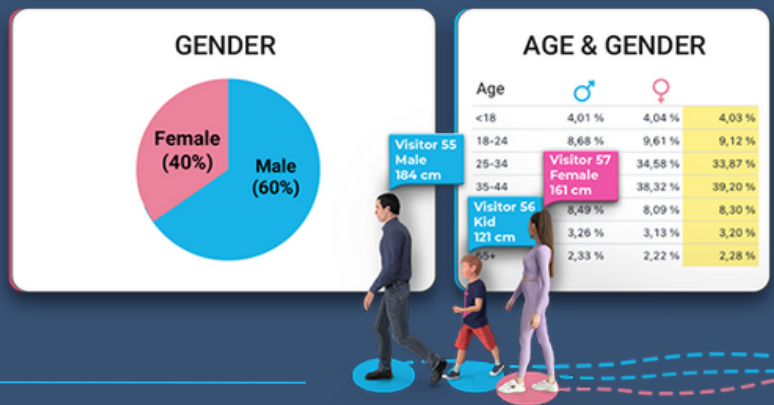 GENDER
Female
(40%)
Male
(60%)
AGE & GENDER
Age ♂ ♀
<18 4,01 % 4,04 % 4,03 %
18-24 8,68 % 9,61 % 9,12 %
25-34 34,58 % 33,87 %
35-44 38,32 % 39,20 %
8,49 % 8,09 % 8,30 %
3,26 % 3,13 % 3,20 %
65+ 2,33 % 2,22 % 2,28 %
Visitor 55
Male
184 cm
Visitor 56
Kid
121 cm
Visitor 57
Female
161 cm